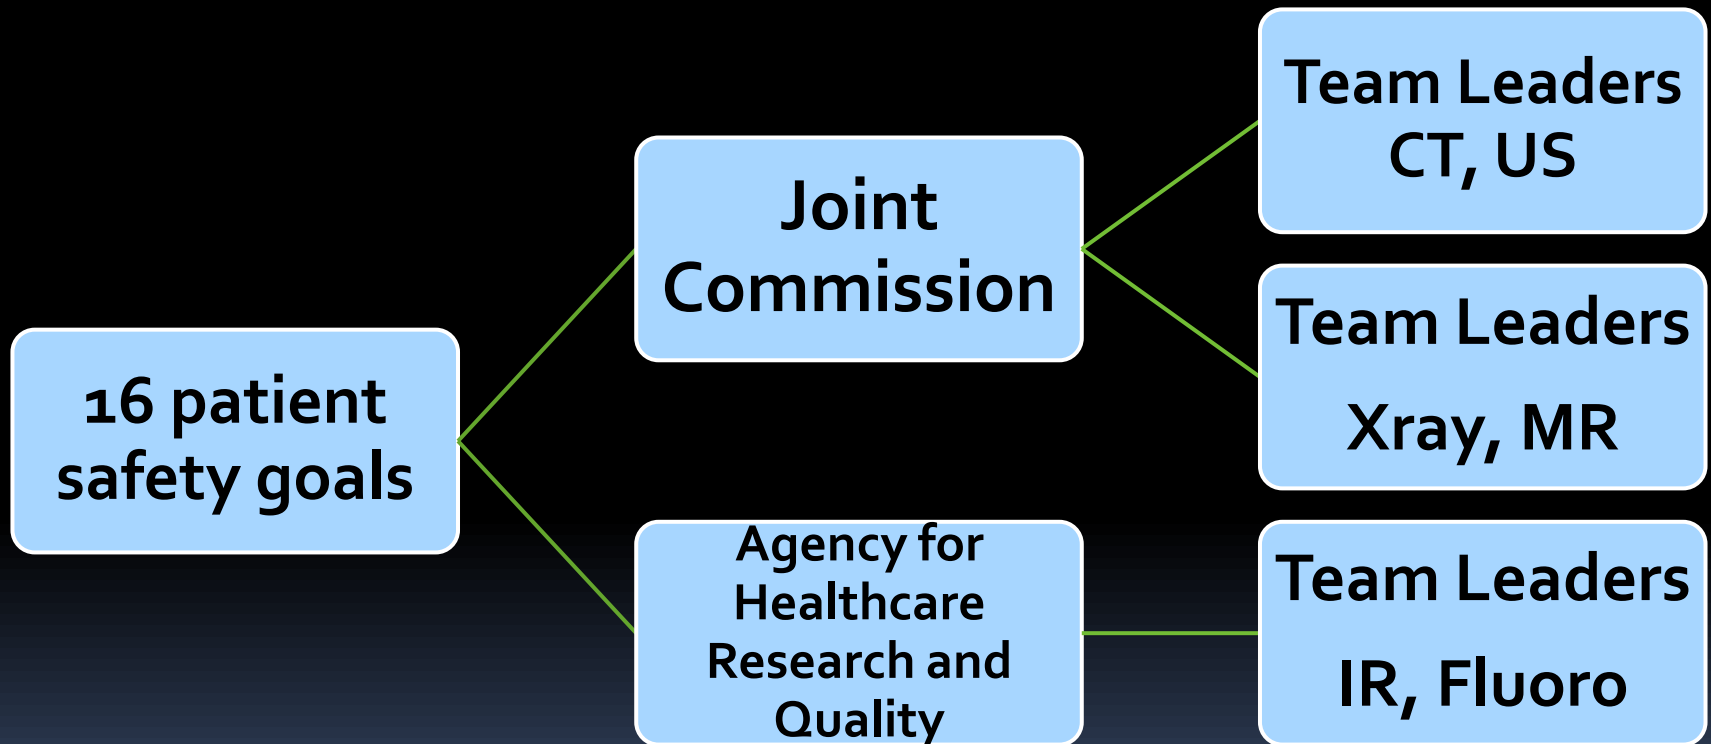 16 patient
safety goals
Joint
Commission
Agency for
Healthcare
Research and
Quality
Team Leaders
CT, US
Team Leaders
Xray, MR
Team Leaders
IR, Fluoro